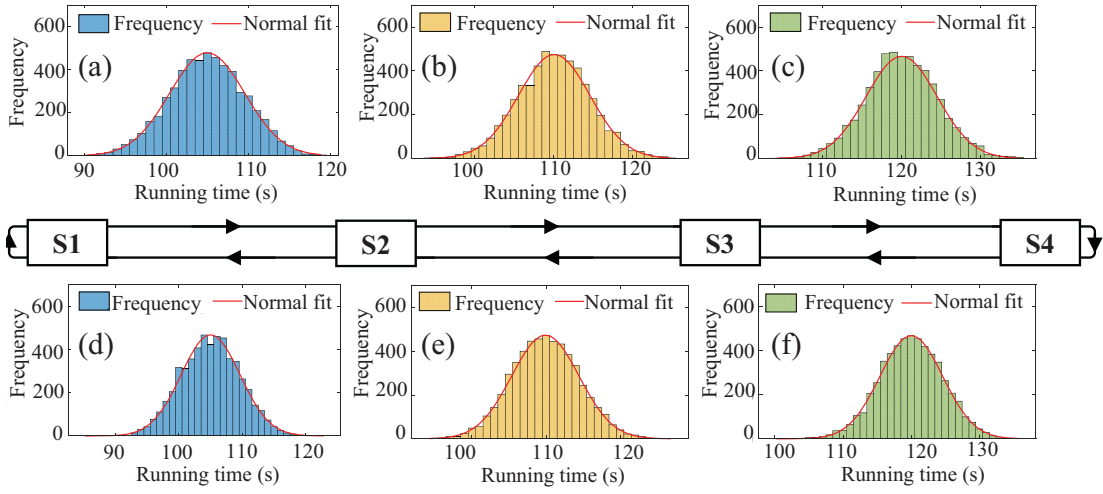 600
400
200
0
Frequency
Frequency
Normal fit
(a)
90
100
110
120
Running time (s)
600
400
200
0
Frequency
Frequency
Normal fit
(b)
100
110
120
Running time (s)
600
400
200
0
Frequency
Frequency
Normal fit
(c)
110
120
130
Running time (s)
S1
S2
S3
S4
600
400
200
0
Frequency
Frequency
Normal fit
(d)
90
100
110
120
Running time (s)
600
400
200
0
Frequency
Frequency
Normal fit
(e)
100
110
120
Running time (s)
600
400
200
0
Frequency
Frequency
Normal fit
(f)
100
110
120
130
Running time (s)